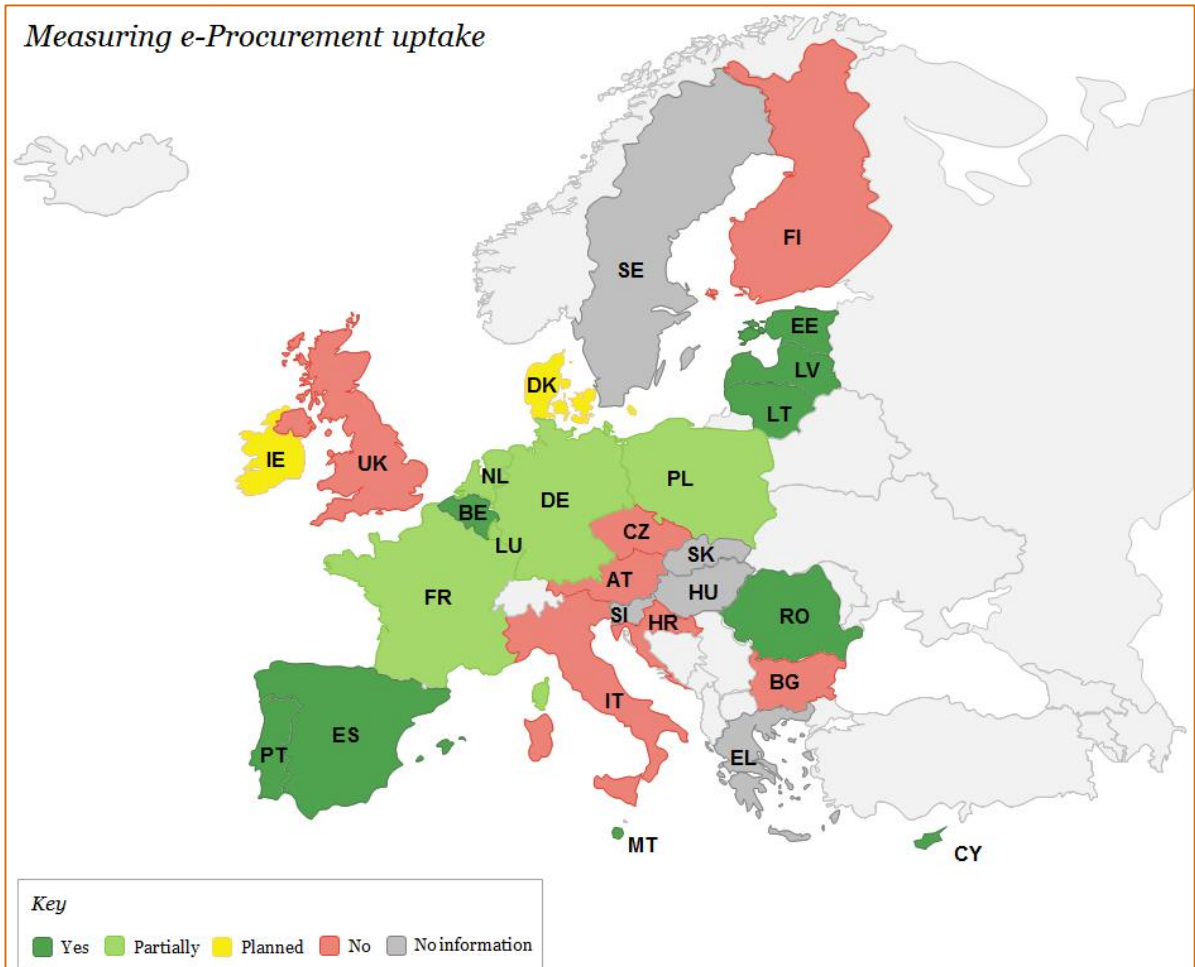 Measuring e-Procurement uptake
FI
SE
EE
LV
DK
LT
IE
UK
NL
PL
DE
BE
CZ
LU
SK
AT
HU
FR
SI
HR
RO
BG
IT
ES
PT
EL
MT
CY
Key
Yes Partially Planned No No information